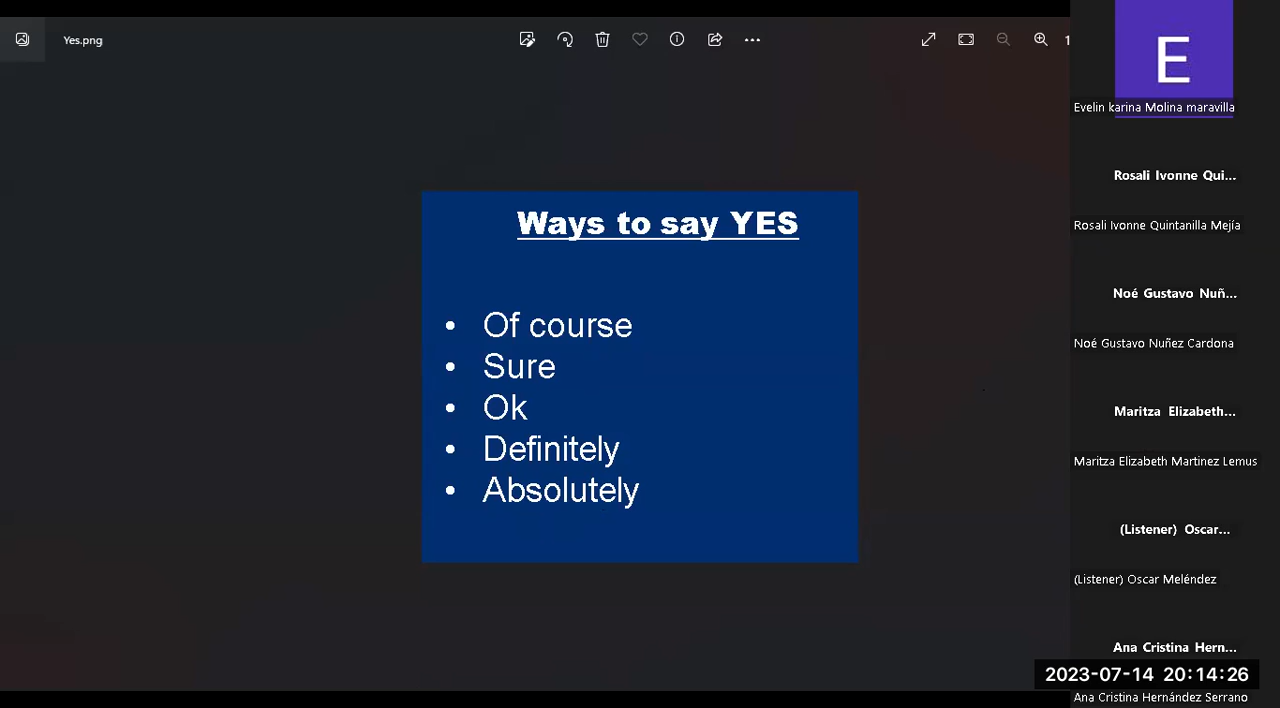 Yes.png
Ways to say YES
• Of course
• Sure
• Ok
• Definitely
• Absolutely
E
Evelin karina Molina maravilla
Rosali Ivonne Qui...
Rosali Ivonne Quintanilla Mejía
Noé Gustavo Nuñ...
Noé Gustavo Nuñez Cardona
Maritza Elizabeth...
Maritza Elizabeth Martinez Lemus
(Listener) Oscar...
(Listener) Oscar Meléndez
Ana Cristina Hern...
2023-07-14 20:14:26
Ana Cristina Hernández Serrano